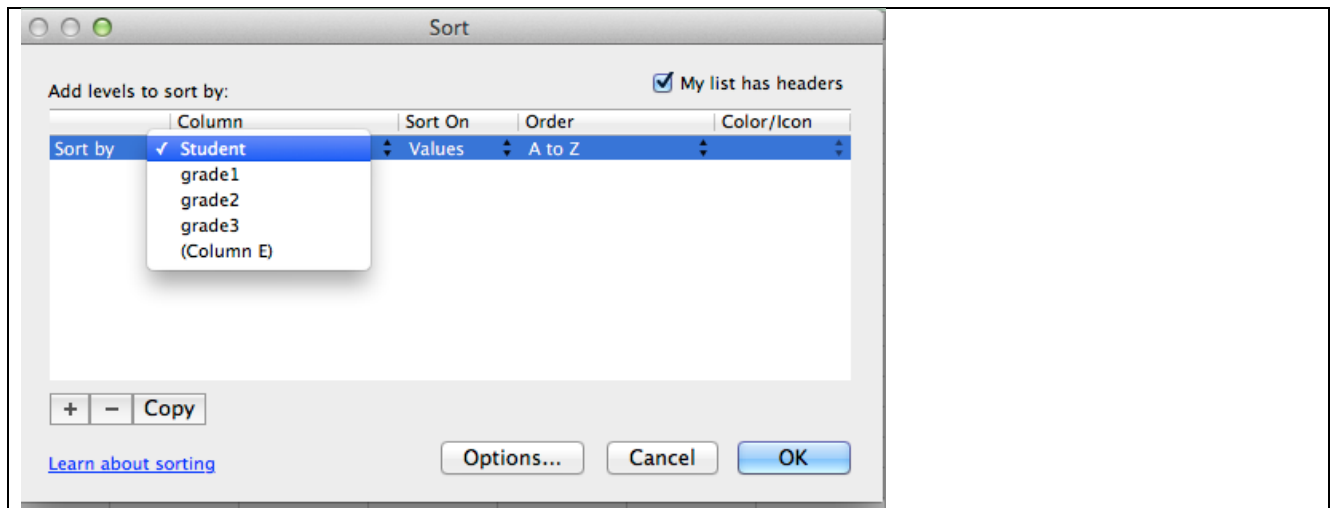 Sort
Add levels to sort by:
My list has headers
Column Sort On Order Color/Icon
Sort by ✓ Student Values A to Z
grade1
grade2
grade3
(Column E)
+ − Copy
Learn about sorting
Options... Cancel OK